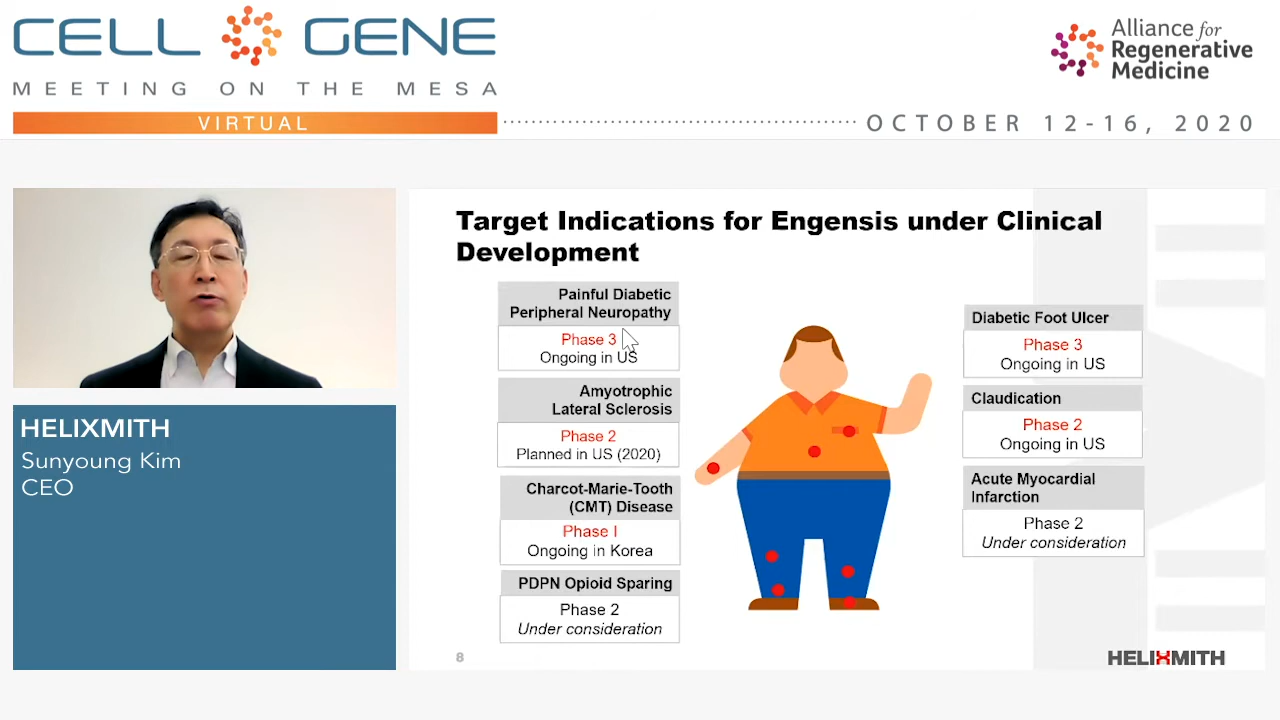 CELL GENE
MEETING ON THE MESA
VIRTUAL
Alliance for
Regenerative
Medicine
OCTOBER 12-16, 2020
HELIXMITH
Sunyoung Kim
CEO
Target Indications for Engensis under Clinical
Development
Painful Diabetic
Peripheral Neuropathy
Phase 3
Ongoing in US
Amyotrophic
Lateral Sclerosis
Phase 2
Planned in US (2020)
Charcot-Marie-Tooth
(CMT) Disease
Phase I
Ongoing in Korea
PDPN Opioid Sparing
Phase 2
Under consideration
Diabetic Foot Ulcer
Phase 3
Ongoing in US
Claudication
Phase 2
Ongoing in US
Acute Myocardial
Infarction
Phase 2
Under consideration
8
HELIXMITH